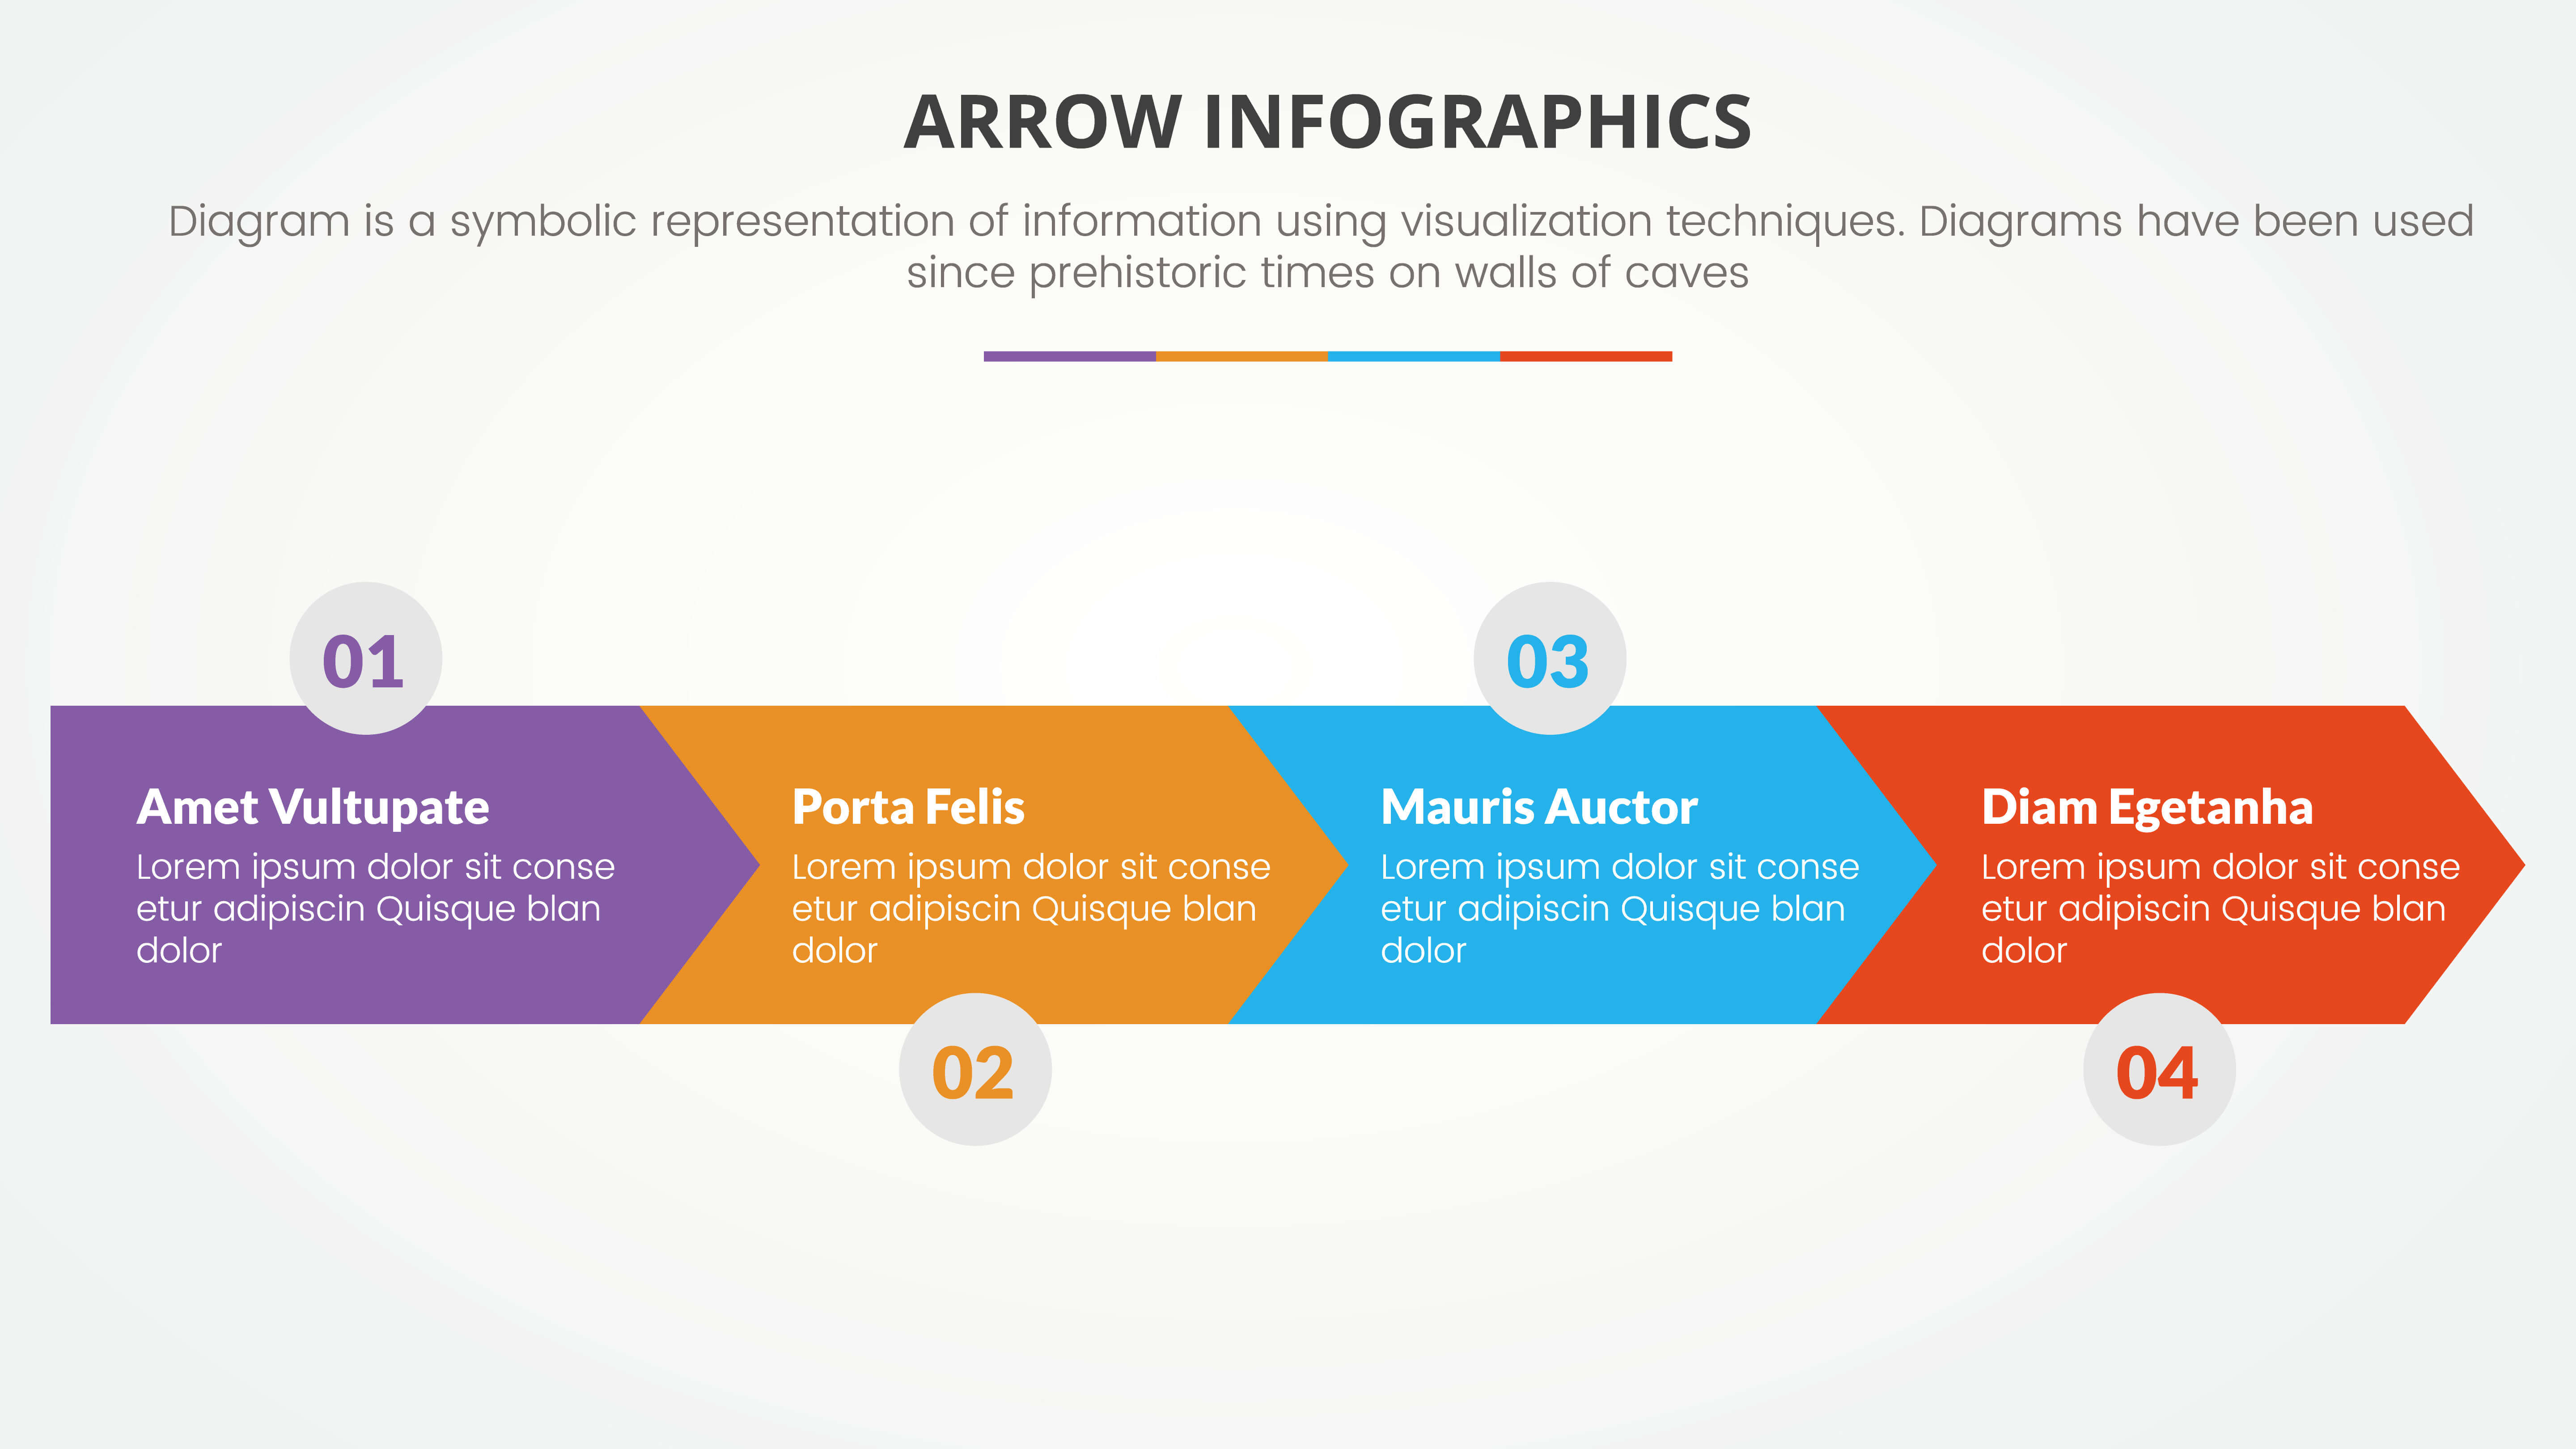 ARROW INFOGRAPHICS
Diagram is a symbolic representation of information using visualization techniques. Diagrams have been used
since prehistoric times on walls of caves
01
Amet Vultupate
Lorem ipsum dolor sit conse
etur adipiscin Quisque blan
dolor
02
Porta Felis
Lorem ipsum dolor sit conse
etur adipiscin Quisque blan
dolor
03
Mauris Auctor
Lorem ipsum dolor sit conse
etur adipiscin Quisque blan
dolor
04
Diam Egetanha
Lorem ipsum dolor sit conse
etur adipiscin Quisque blan
dolor